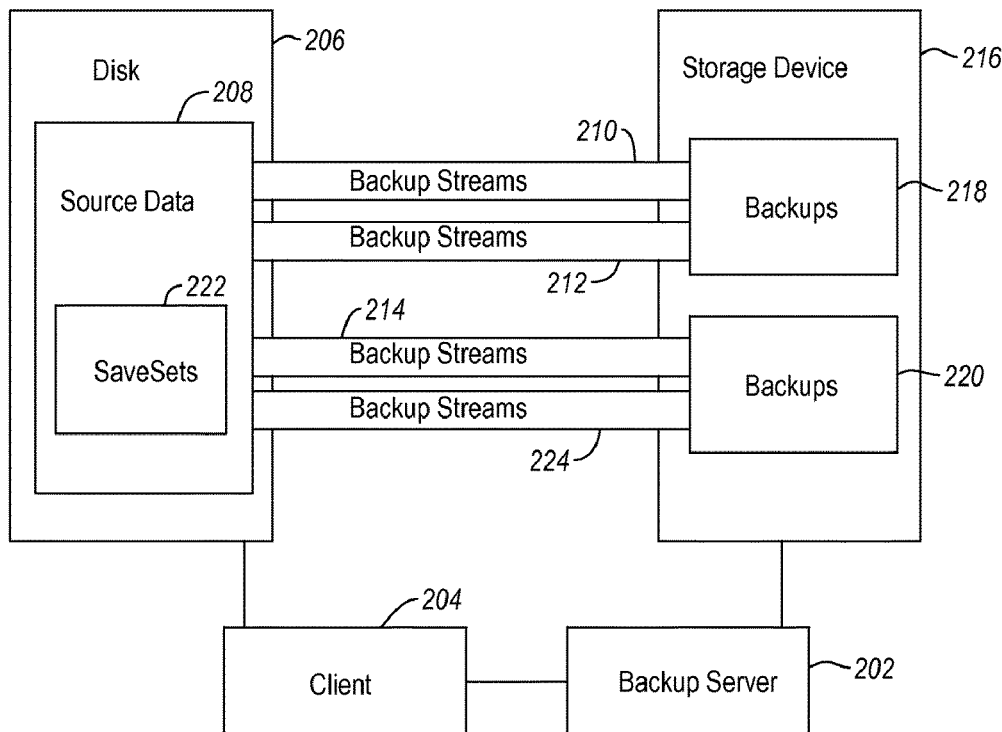 206
Disk
216
Storage Device
208
210
Backup Streams
218
Source Data
Backups
Backup Streams
222
212
214
SaveSets
Backup Streams
220
Backups
Backup Streams
224
204
Client
Backup Server
202